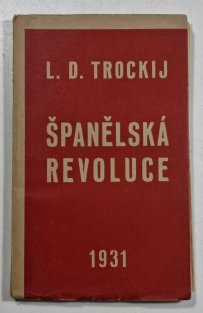 L. D. TROCKIJ
ŠPANĚLSKÁ
REVOLUCE
1931